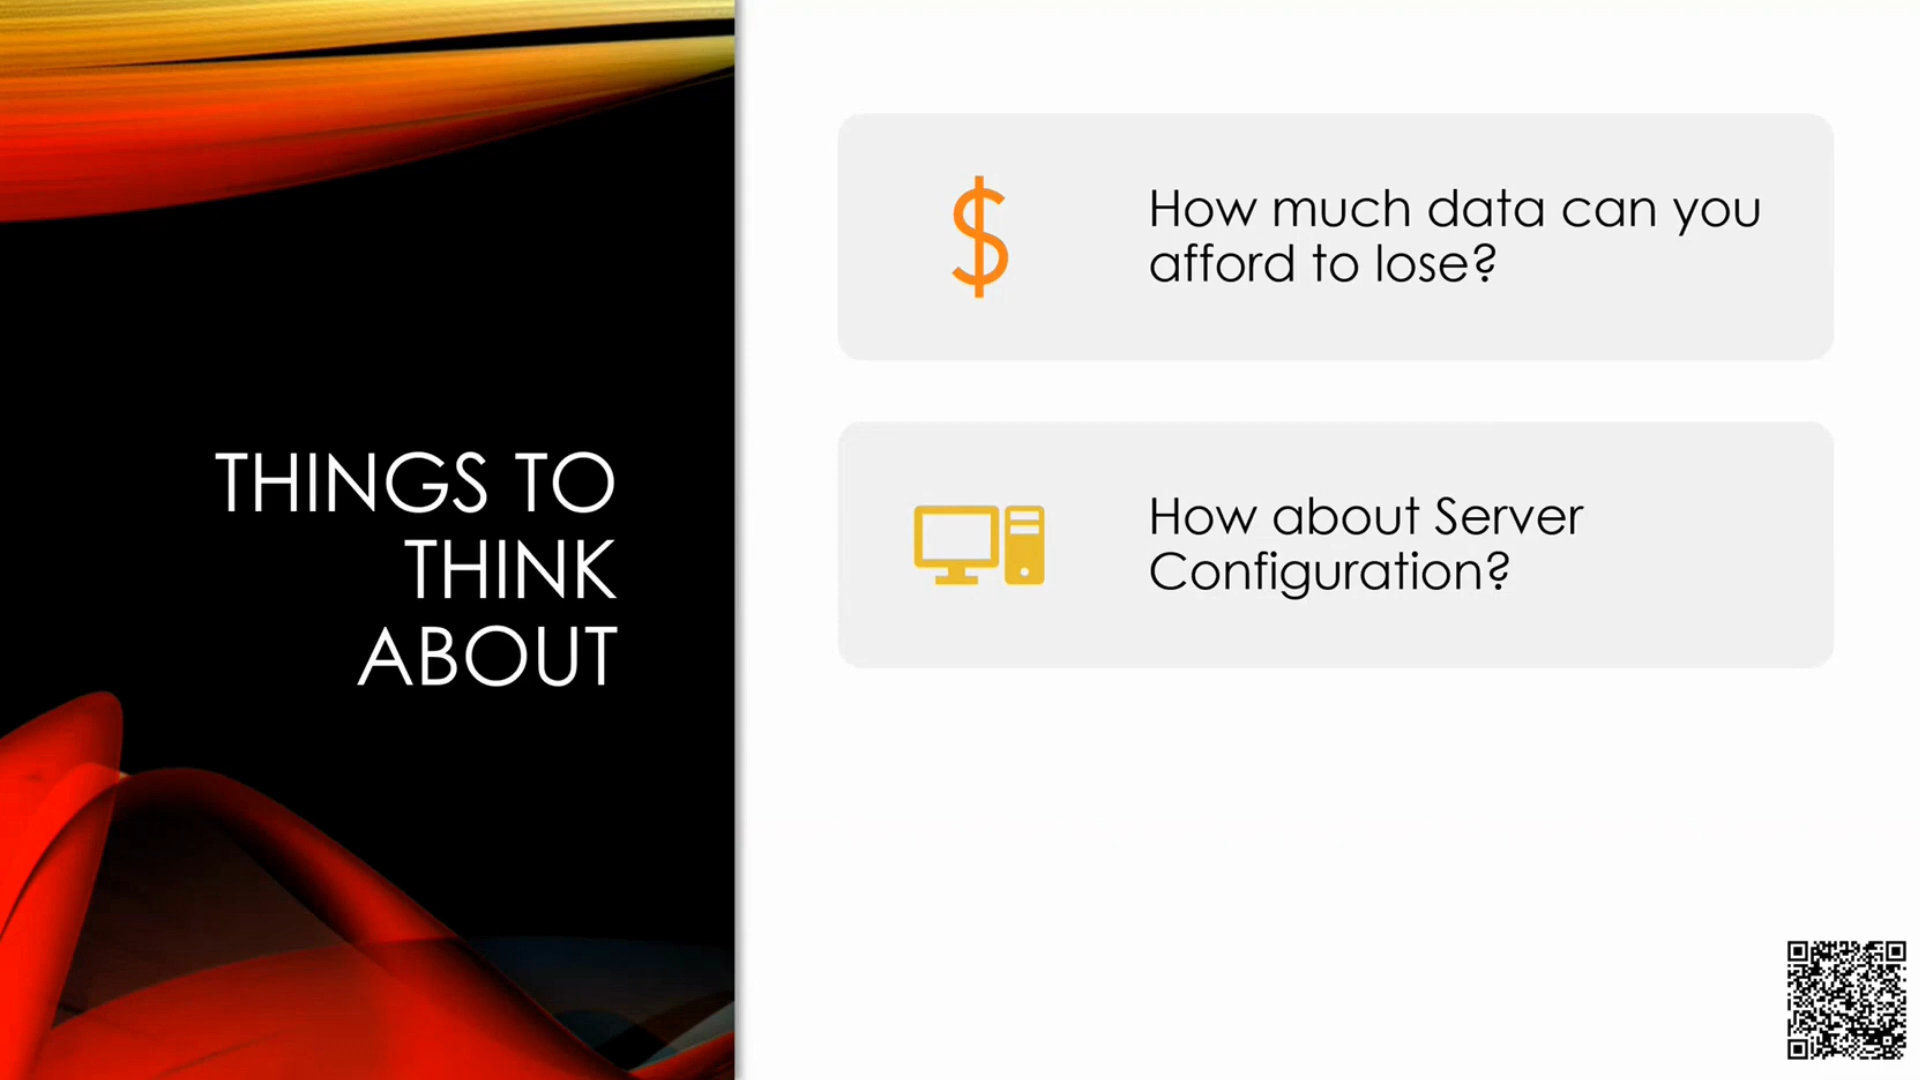 THINGS TO
THINK
ABOUT
$
How much data can you
afford to lose?
How about Server
Configuration?